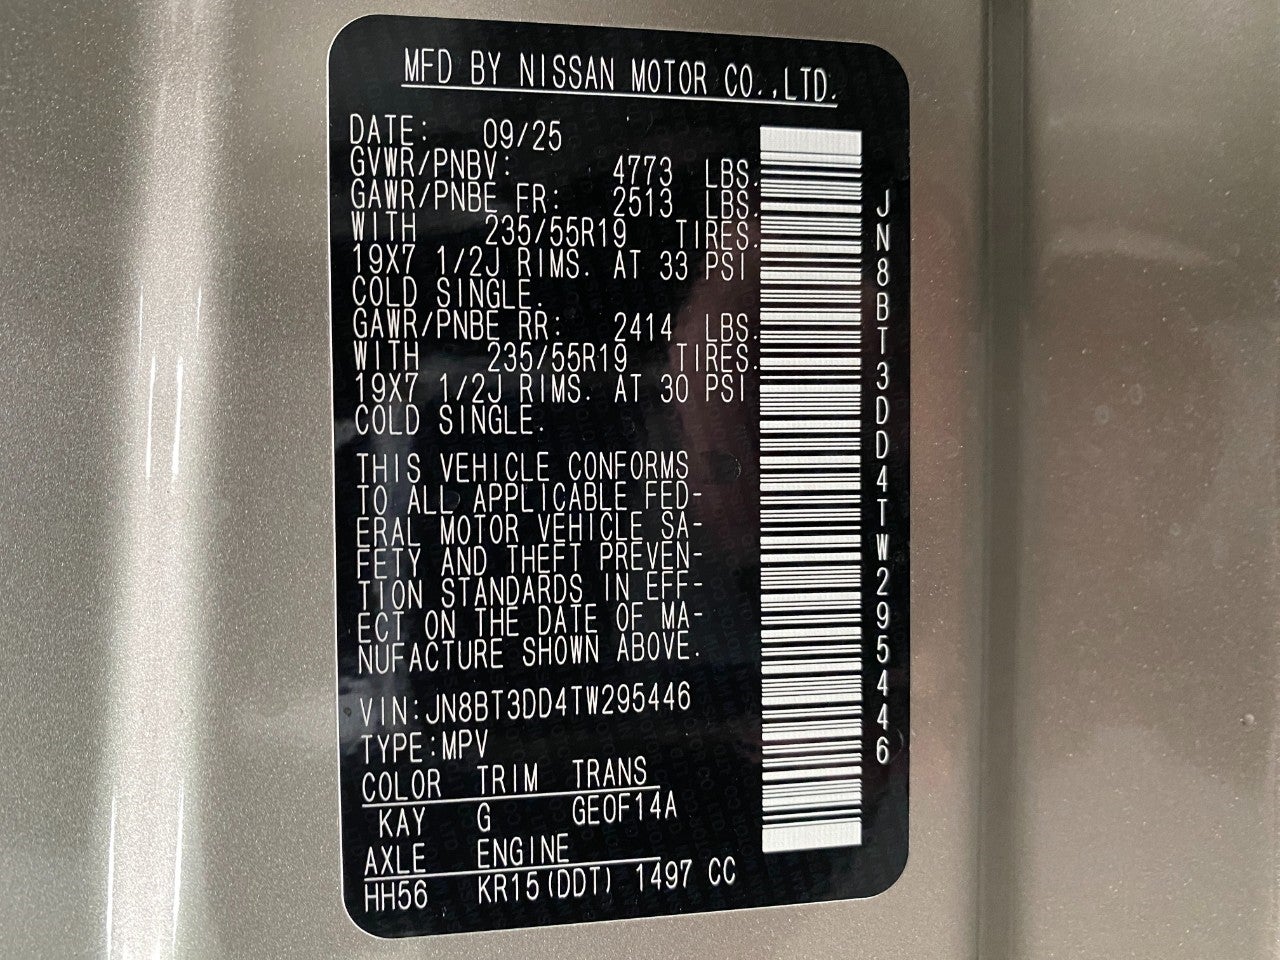 MFD BY NISSAN MOTOR CO.,LTD.
DATE: 09/25
GVWR/PNBV: 4773 LBS.
GAWR/PNBE FR: 2513 LBS.
WITH 235/55R19 TIRES.
19X7 1/2J RIMS. AT 33 PSI
COLD SINGLE.
GAWR/PNBE RR: 2414 LBS.
WITH 235/55R19 TIRES.
19X7 1/2J RIMS. AT 30 PSI
COLD SINGLE.
THIS VEHICLE CONFORMS
TO ALL APPLICABLE FED-
ERAL MOTOR VEHICLE SA-
FETY AND THEFT PREVEN-
TION STANDARDS IN EFF-
ECT ON THE DATE OF MA-
NUFACTURE SHOWN ABOVE.
VIN:JN8BT3DD4TW295446
TYPE:MPV
COLOR TRIM TRANS
KAY G GE0F14A
AXLE ENGINE
HH56 KR15(DDT) 1497 CC
JN8BT3DD4TW295446